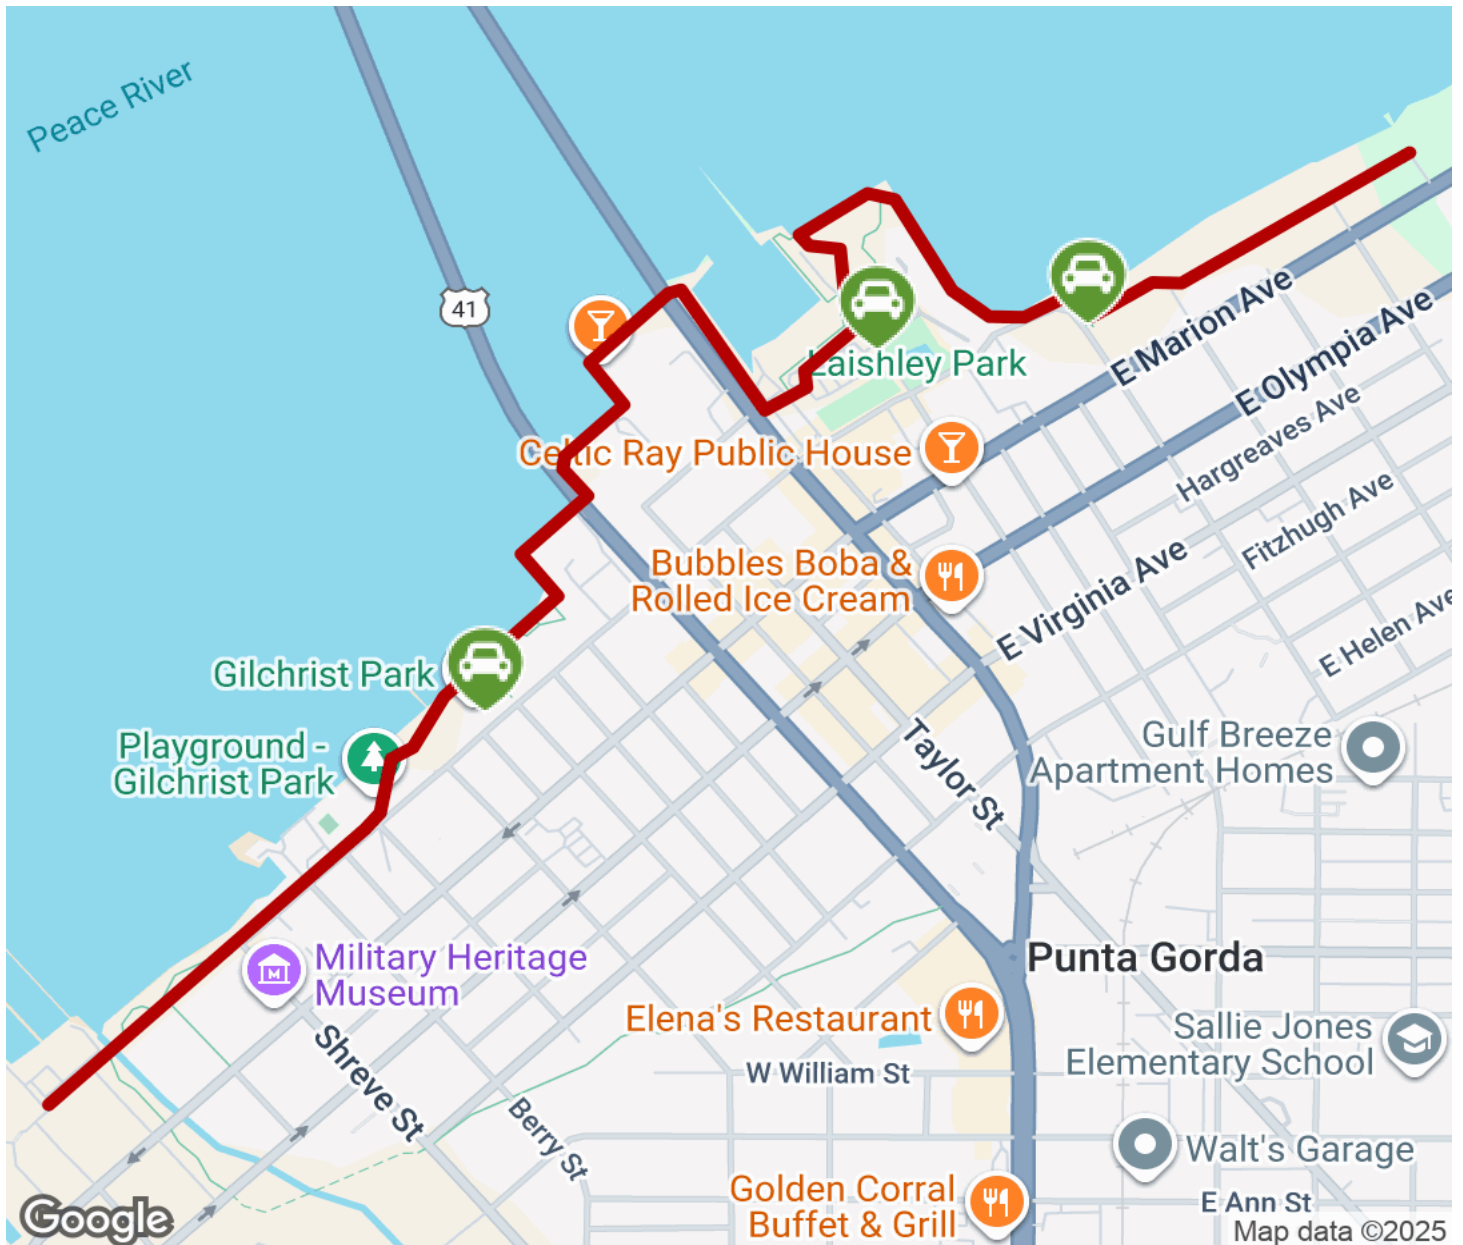 Peace River
41
Laishley Park
E Marion Ave
E Olympia Ave
Hargreaves Ave
Celtic Ray Public House
Fitzhugh Ave
Bubbles Boba &
Rolled Ice Cream
E Virginia Ave
E Helen Ave
Gilchrist Park
Playground -
Gilchrist Park
Taylor St
Gulf Breeze
Apartment Homes
Military Heritage
Museum
M
Punta Gorda
Elena's Restaurant
Sallie Jones
Elementary School
Shreve St
W William St
Berry St
Walt's Garage
Golden Corral
Buffet & Grill
E Ann St
Google
Map data ©2025